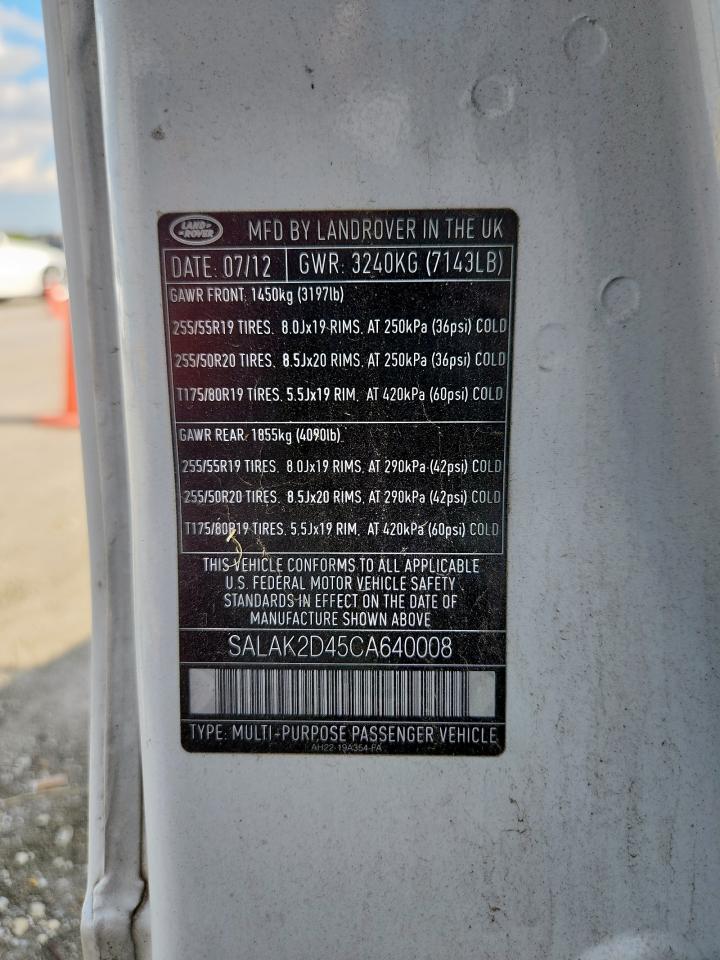 LAND ROVER MFD BY LANDROVER IN THE UK
DATE: 07/12 GWR: 3240KG (7143LB)
GAWR FRONT: 1450kg (3197lb)
255/55R19 TIRES. 8.0Jx19 RIMS, AT 250kPa (36psi) COLD
255/50R20 TIRES. 8.5Jx20 RIMS, AT 250kPa (36psi) COLD
T175/80R19 TIRES. 5.5Jx19 RIM, AT 420kPa (60psi) COLD
GAWR REAR: 1855kg (4090lb)
255/55R19 TIRES. 8.0Jx19 RIMS, AT 290kPa (42psi) COLD
255/50R20 TIRES. 8.5Jx20 RIMS, AT 290kPa (42psi) COLD
T175/80R19 TIRES. 5.5Jx19 RIM, AT 420kPa (60psi) COLD
THIS VEHICLE CONFORMS TO ALL APPLICABLE
U.S. FEDERAL MOTOR VEHICLE SAFETY
STANDARDS IN EFFECT ON THE DATE OF
MANUFACTURE SHOWN ABOVE
SALAK2D45CA640008
TYPE: MULTI-PURPOSE PASSENGER VEHICLE
AH22-19A354-FA